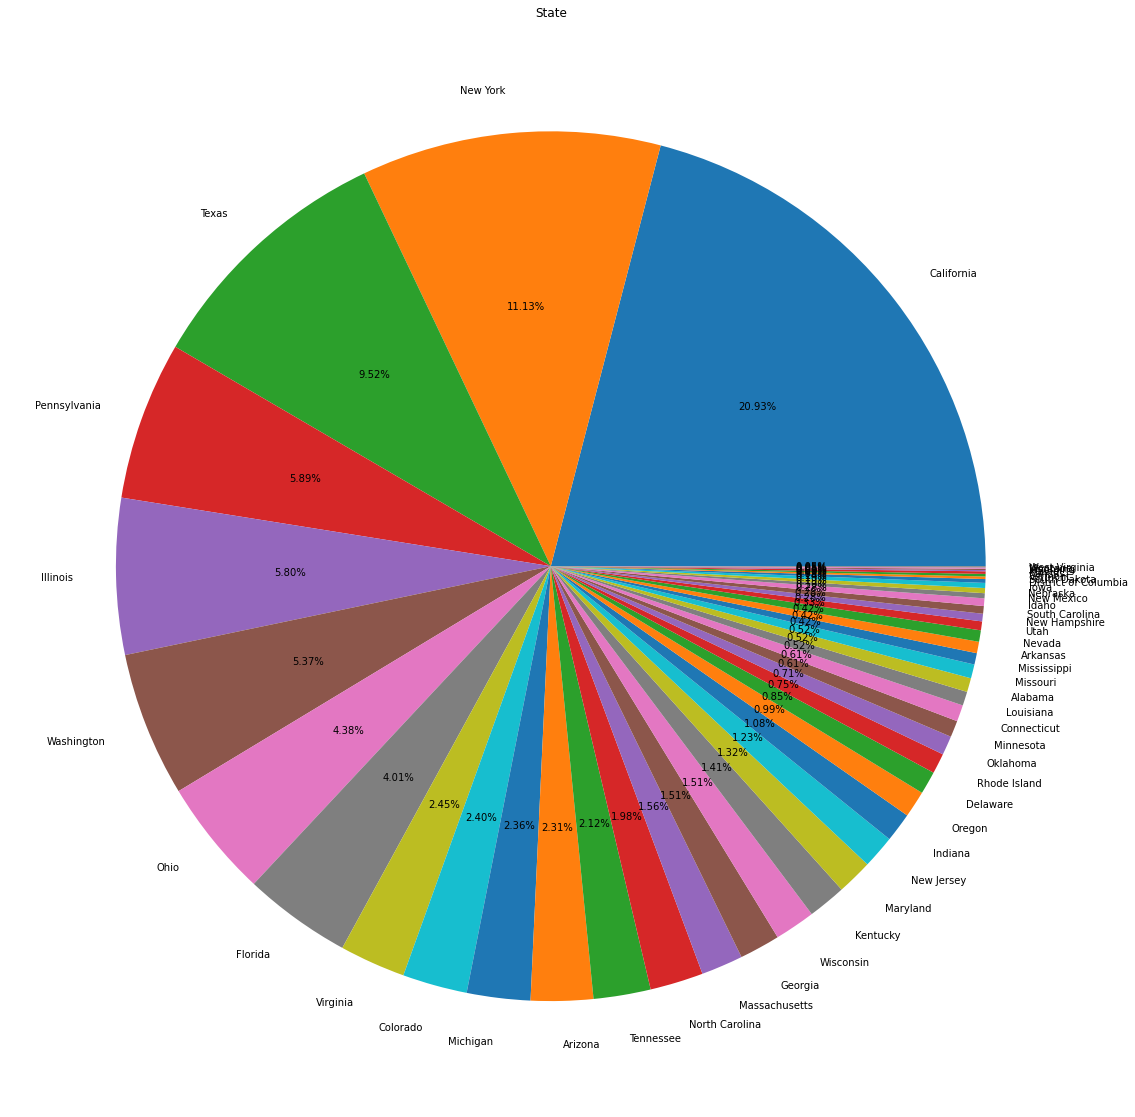 State
California
20.93%
New York
11.13%
Texas
9.52%
Pennsylvania
5.89%
Illinois
5.80%
Washington
5.37%
Ohio
4.38%
Florida
4.01%
Virginia
2.45%
Colorado
2.40%
Michigan
2.36%
Arizona
2.31%
Tennessee
2.12%
North Carolina
1.98%
Massachusetts
1.56%
Georgia
1.51%
Wisconsin
1.51%
Kentucky
1.41%
Maryland
1.32%
New Jersey
1.23%
Indiana
1.08%
Oregon
0.99%
Delaware
0.85%
Rhode Island
0.75%
Oklahoma
0.71%
Minnesota
0.61%
Connecticut
0.61%
Louisiana
0.52%
Alabama
0.52%
Missouri
0.52%
Mississippi
0.42%
Arkansas
0.42%
Nevada
0.42%
Utah
New Hampshire
South Carolina
Idaho
New Mexico
Nebraska
Iowa
District of Columbia
West Virginia